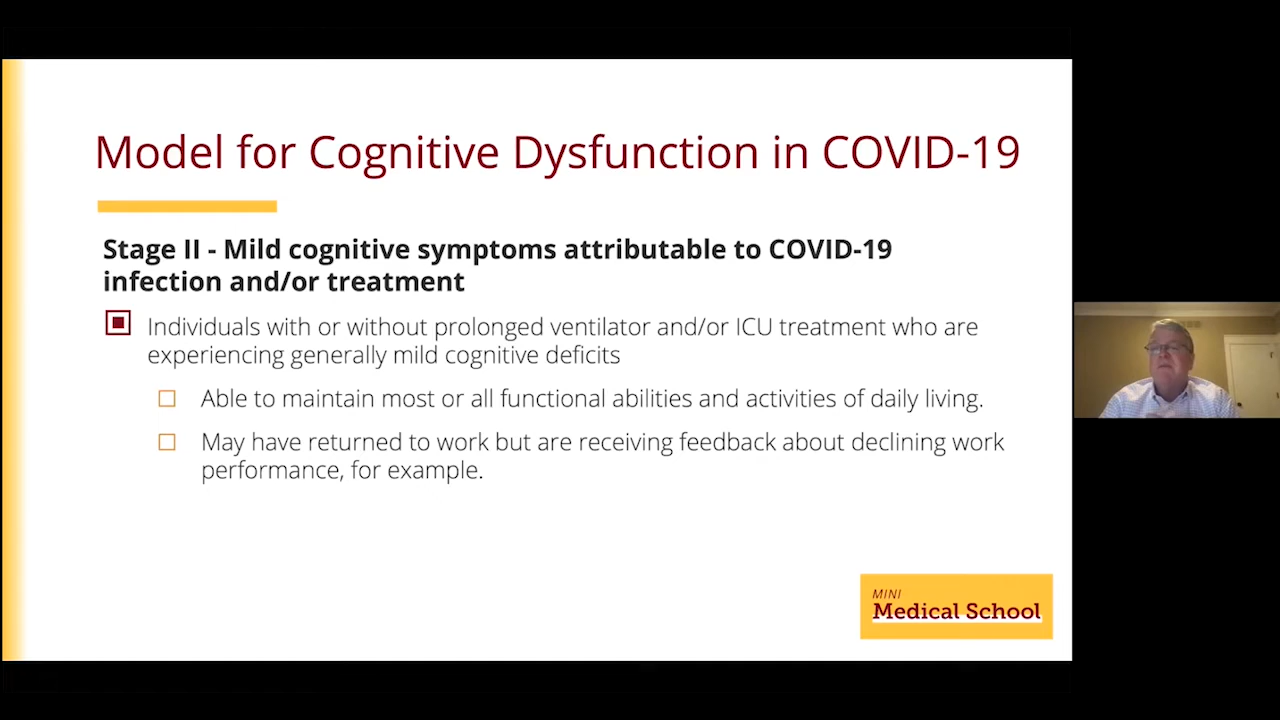 Model for Cognitive Dysfunction in COVID-19
Stage II - Mild cognitive symptoms attributable to COVID-19
infection and/or treatment
Individuals with or without prolonged ventilator and/or ICU treatment who are
experiencing generally mild cognitive deficits
Able to maintain most or all functional abilities and activities of daily living.
May have returned to work but are receiving feedback about declining work
performance, for example.
MINI
Medical School